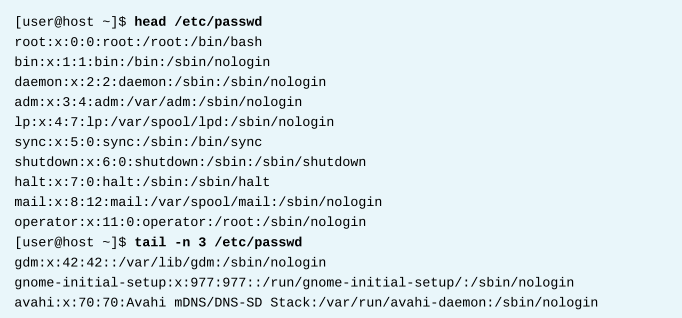 [user@host ~]$ head /etc/passwd
root:x:0:0:root:/root:/bin/bash
bin:x:1:1:bin:/bin:/sbin/nologin
daemon:x:2:2:daemon:/sbin:/sbin/nologin
adm:x:3:4:adm:/var/adm:/sbin/nologin
lp:x:4:7:lp:/var/spool/lpd:/sbin/nologin
sync:x:5:0:sync:/sbin:/bin/sync
shutdown:x:6:0:shutdown:/sbin:/sbin/shutdown
halt:x:7:0:halt:/sbin:/sbin/halt
mail:x:8:12:mail:/var/spool/mail:/sbin/nologin
operator:x:11:0:operator:/root:/sbin/nologin
[user@host ~]$ tail -n 3 /etc/passwd
gdm:x:42:42::/var/lib/gdm:/sbin/nologin
gnome-initial-setup:x:977:977::/run/gnome-initial-setup/:/sbin/nologin
avahi:x:70:70:Avahi mDNS/DNS-SD Stack:/var/run/avahi-daemon:/sbin/nologin